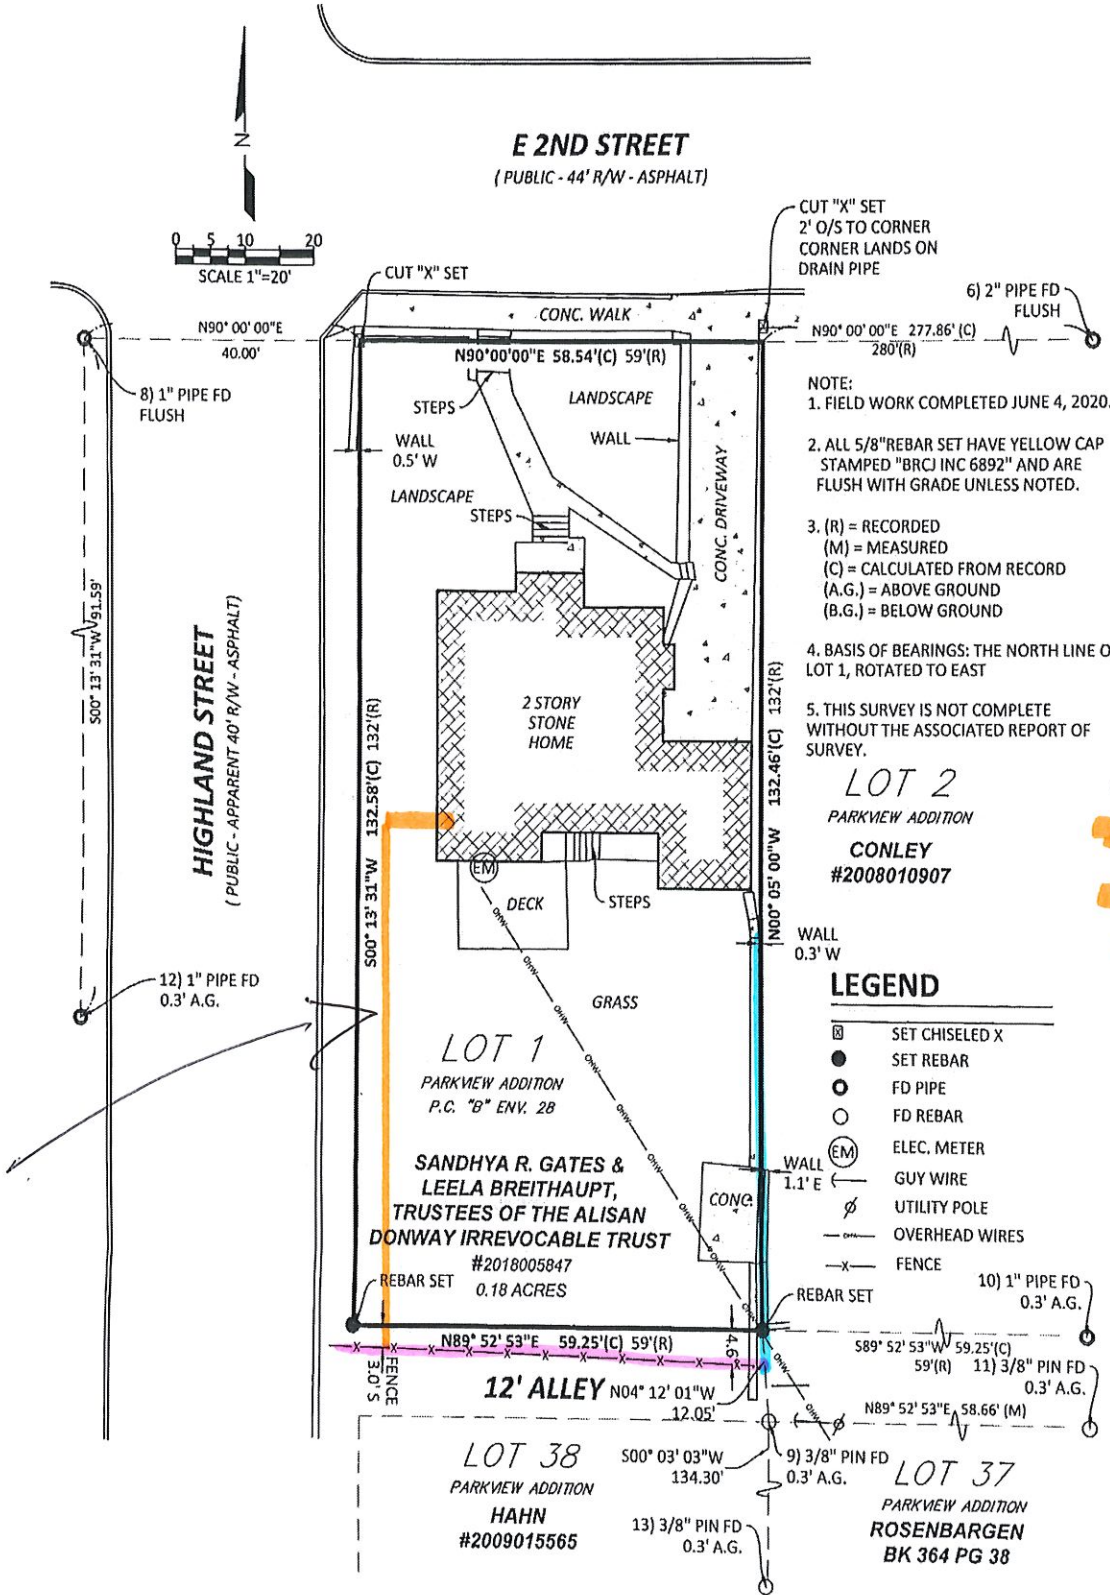 E 2ND STREET
( PUBLIC - 44' R/W - ASPHALT)
N
0 5 10 20
SCALE 1"=20'
CUT "X" SET
CUT "X" SET
2' O/S TO CORNER
CORNER LANDS ON
DRAIN PIPE
6) 2" PIPE FD
FLUSH
CONC. WALK
N90° 00' 00"E
40.00'
N90°00'00"E 58.54'(C) 59'(R)
N90° 00' 00"E 277.86' (C)
280'(R)
8) 1" PIPE FD
FLUSH
STEPS
LANDSCAPE
WALL
0.5' W
WALL
LANDSCAPE
STEPS
CONC. DRIVEWAY
NOTE:
1. FIELD WORK COMPLETED JUNE 4, 2020.
2. ALL 5/8"REBAR SET HAVE YELLOW CAP
STAMPED "BRCJ INC 6892" AND ARE
FLUSH WITH GRADE UNLESS NOTED.
3. (R) = RECORDED
(M) = MEASURED
(C) = CALCULATED FROM RECORD
(A.G.) = ABOVE GROUND
(B.G.) = BELOW GROUND
4. BASIS OF BEARINGS: THE NORTH LINE O
LOT 1, ROTATED TO EAST
5. THIS SURVEY IS NOT COMPLETE
WITHOUT THE ASSOCIATED REPORT OF
SURVEY.
S00° 13' 31"W 91.59'
HIGHLAND STREET
( PUBLIC - APPARENT 40' R/W - ASPHALT)
S00° 13' 31"W 132.58'(C) 132'(R)
2 STORY
STONE
HOME
N00° 05' 00"W 132.46'(C) 132'(R)
LOT 2
PARKVIEW ADDITION
CONLEY
#2008010907
EM
DECK
STEPS
OHW
OHW
OHW
OHW
OHW
OHW
OHW
OHW
WALL
0.3' W
12) 1" PIPE FD
0.3' A.G.
GRASS
LEGEND
SET CHISELED X
SET REBAR
FD PIPE
FD REBAR
EM ELEC. METER
GUY WIRE
UTILITY POLE
OHW OVERHEAD WIRES
X FENCE
LOT 1
PARKVIEW ADDITION
P.C. "B" ENV. 28
SANDHYA R. GATES &
LEELA BREITHAUPT,
TRUSTEES OF THE ALISAN
DONWAY IRREVOCABLE TRUST
#2018005847
0.18 ACRES
WALL
1.1' E
CONC.
REBAR SET
REBAR SET
10) 1" PIPE FD
0.3' A.G.
N89° 52' 53"E 59.25'(C) 59'(R)
4.6'
S89° 52' 53"W 59.25'(C)
59'(R)
11) 3/8" PIN FD
0.3' A.G.
FENCE
3.0' S
12' ALLEY
N04° 12' 01"W
12.05'
N89° 52' 53"E 58.66' (M)
LOT 38
PARKVIEW ADDITION
HAHN
#2009015565
S00° 03' 03"W
134.30'
9) 3/8" PIN FD
0.3' A.G.
LOT 37
PARKVIEW ADDITION
ROSENBARGEN
BK 364 PG 38
13) 3/8" PIN FD
0.3' A.G.